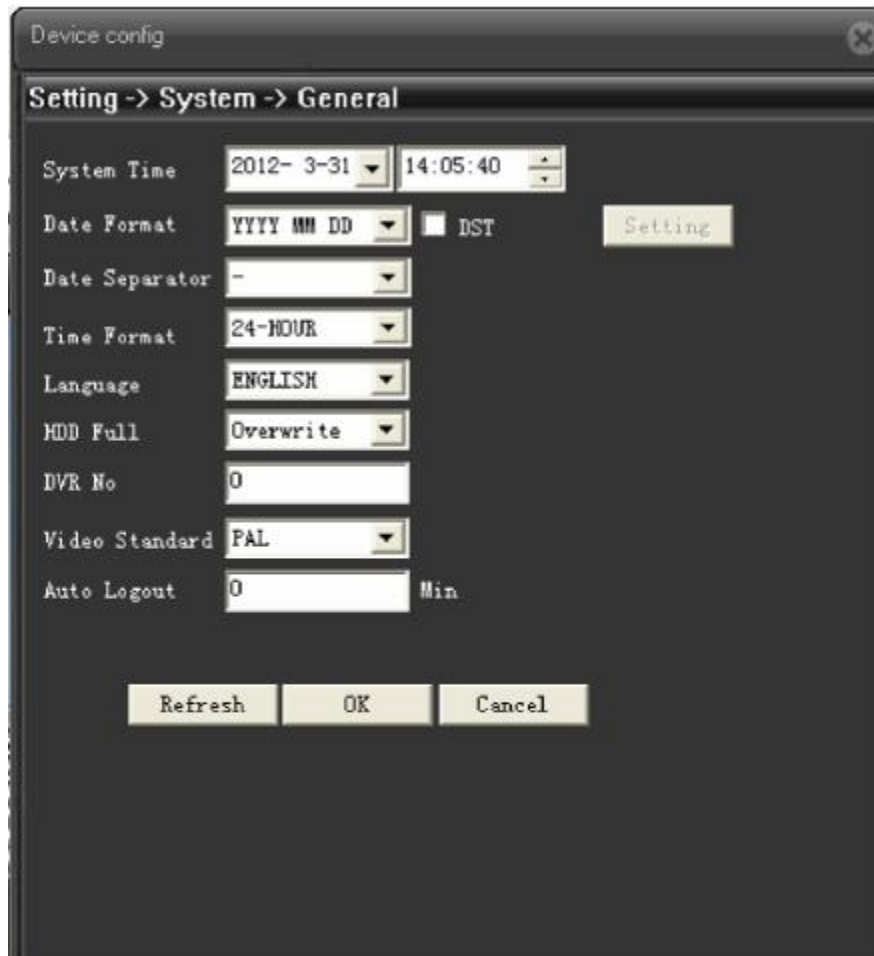 Device config
Setting -> System -> General
System Time 2012- 3-31 14:05:40
Date Format YYYY MM DD DST Setting
Date Separator -
Time Format 24-HOUR
Language ENGLISH
HDD Full Overwrite
DVR No 0
Video Standard PAL
Auto Logout 0 Min
Refresh OK Cancel